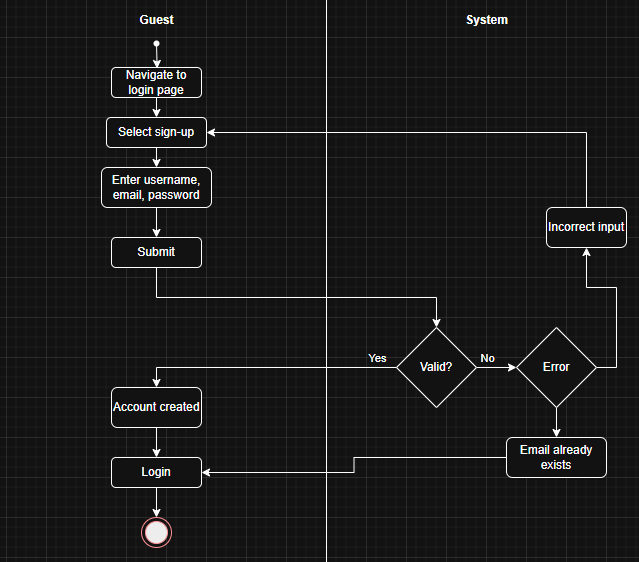 Guest
System
Navigate to
login page
Select sign-up
Enter username,
email, password
Incorrect input
Submit
Yes
Valid?
No
Error
Account created
Email already
exists
Login